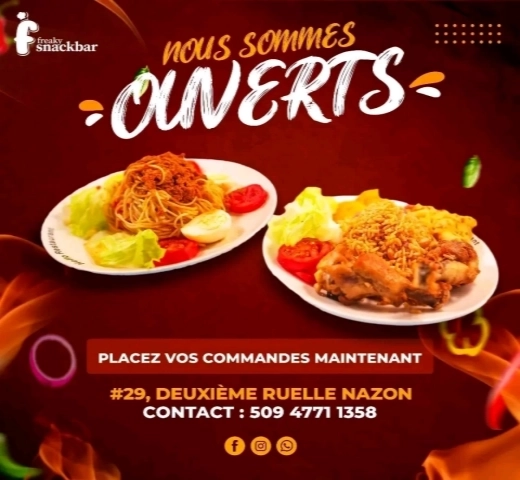 freaky
snackbar
NOUS SOMMES
OUVERTS
PLACEZ VOS COMMANDES MAINTENANT
#29, DEUXIÈME RUELLE NAZON
CONTACT : 509 4771 1358